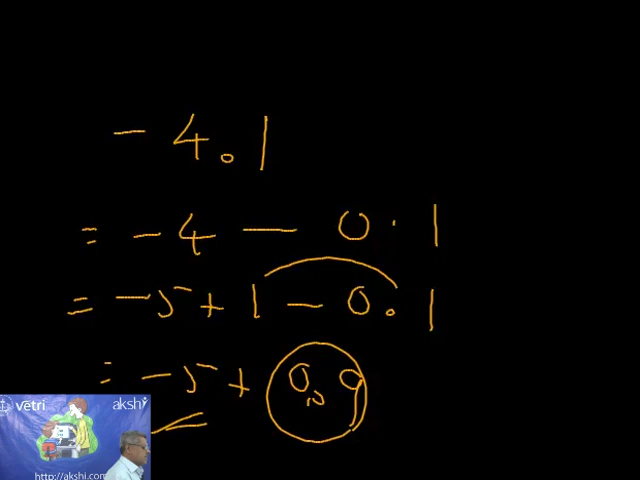 - 4.1
= -4 - 0.1
= -5 + 1 - 0.1
= -5 + 0.9
vetri akshi
http://akshi.com